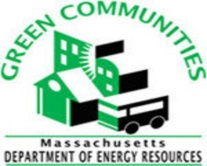 GREEN COMMUNITIES
Massachusetts
DEPARTMENT OF ENERGY RESOURCES